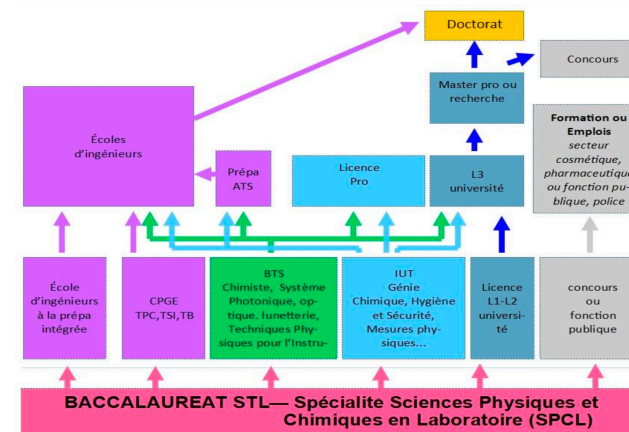 Doctorat
Concours
Master pro ou
recherche
Écoles
d'ingénieurs
Prépa
ATS
Licence
Pro
L3
université
Formation ou
Emplois
secteur
cosmétique,
pharmaceutique
ou fonction pu-
blique, police
École
d'ingénieurs
à la prépa
intégrée
CPGE
TPC,TSI,TB
BTS
Chimiste, Système
Photonique, op-
tique. lunetterie,
Techniques Phy-
siques pour l'Instru-
IUT
Génie
Chimique, Hygiène
et Sécurité,
Mesures phy-
siques...
Licence
L1-L2
universi-
té
concours
ou
fonction
publique
BACCALAUREAT STL— Spécialite Sciences Physiques et
Chimiques en Laboratoire (SPCL)